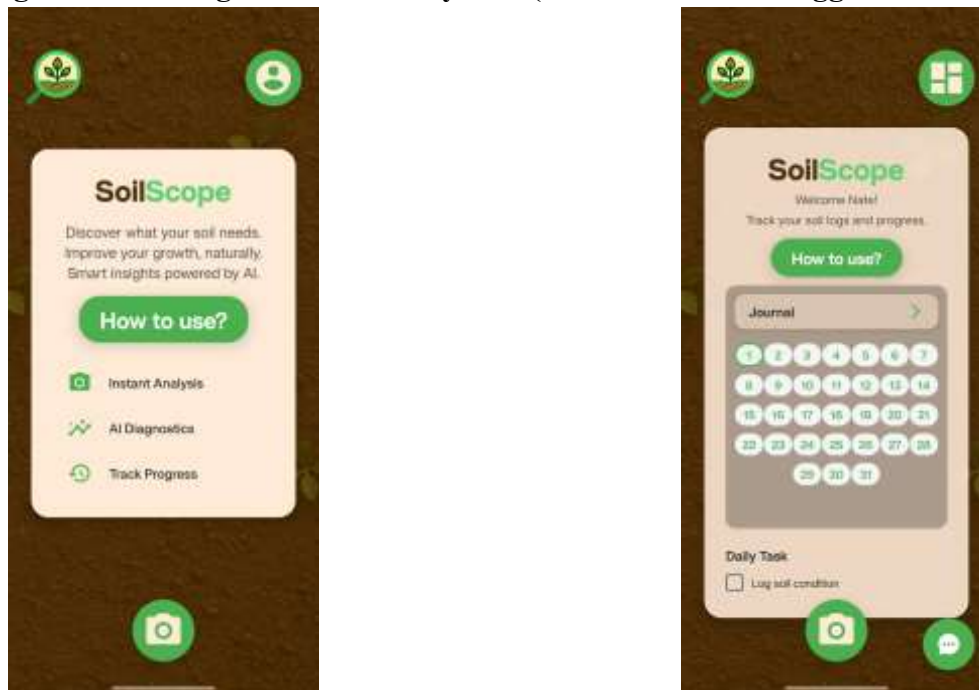 SoilScope
Discover what your soil needs.
Improve your growth, naturally.
Smart insights powered by AI.
How to use?
Instant Analysis
AI Diagnostics
Track Progress
SoilScope
Welcome Nate!
Track your soil logs and progress.
How to use?
Journal
1 2 3 4 5 6 7
8 9 10 11 12 13 14
15 16 17 18 19 20 21
22 23 24 25 26 27 28
29 30 31
Daily Task
Log soil condition